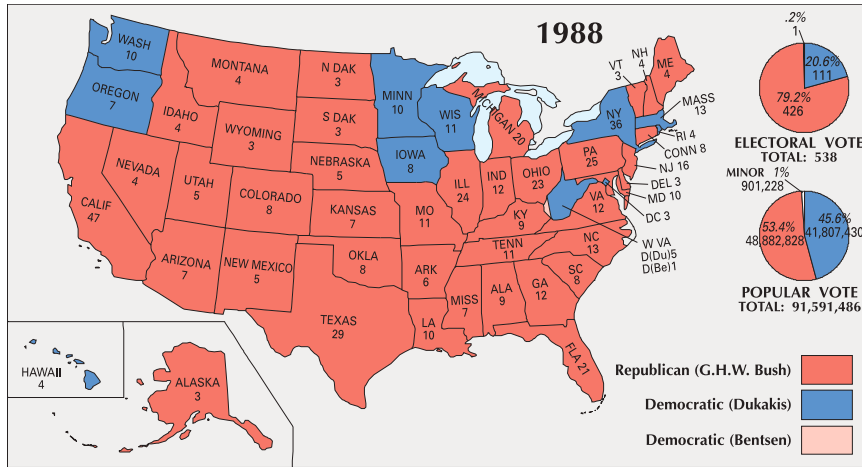 1988
WASH
10
OREGON
7
CALIF
47
NEVADA
4
IDAHO
4
MONTANA
4
WYOMING
3
UTAH
5
COLORADO
8
ARIZONA
7
NEW MEXICO
5
N DAK
3
S DAK
3
NEBRASKA
5
KANSAS
7
OKLA
8
TEXAS
29
MINN
10
IOWA
8
MO
11
ARK
6
LA
10
WIS
11
ILL
24
MICHIGAN 20
IND
12
OHIO
23
KY
9
TENN
11
MISS
7
ALA
9
GA
12
FLA 21
SC
8
NC
13
VA
12
W VA
D(Du)5
D(Be)1
PA
25
NY
36
VT
3
NH
4
ME
4
MASS
13
RI 4
CONN 8
NJ 16
DEL 3
MD 10
DC 3
HAWAII
4
ALASKA
3
.2%
1
20.6%
111
79.2%
426
ELECTORAL VOTE
TOTAL: 538
MINOR 1%
901,228
53.4%
48,882,828
45.6%
41,807,430
POPULAR VOTE
TOTAL: 91,591,486
Republican (G.H.W. Bush)
Democratic (Dukakis)
Democratic (Bentsen)